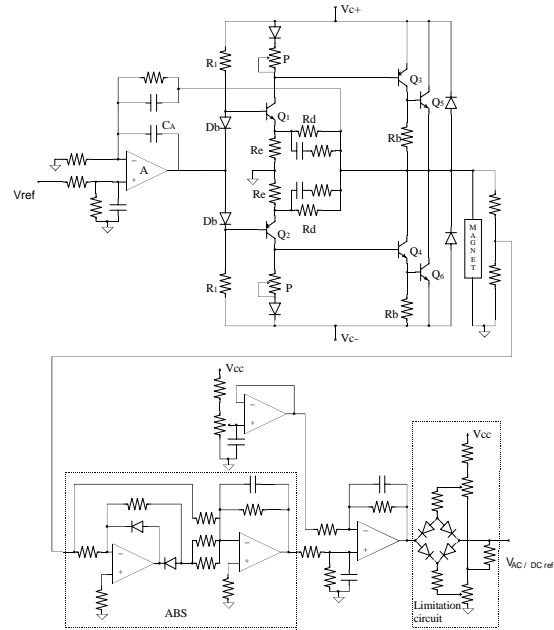 Vc+
R1
P
Q3
Q1
Q5
CA
Db
Rd
A
Re
Rb
Vref
Re
Db
Rd
Q2
Q4
MAGNET
R1
P
Q6
Rb
Vc-
Vcc
Vcc
VAC / DC ref
ABS
Limitation
circuit